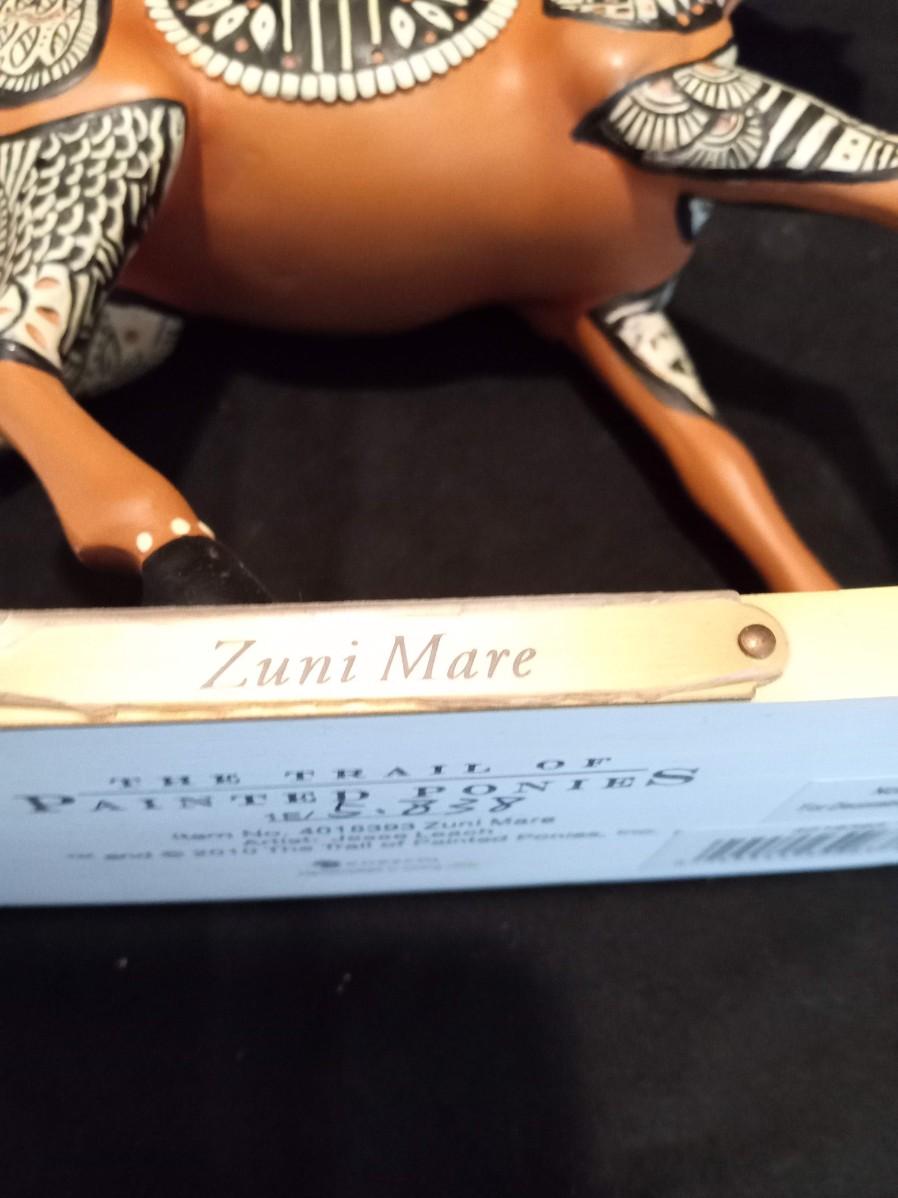 Zuni Mare
THE TRAIL OF
PAINTED PONIES
1E/5.838
Item No. 4018393 Zuni Mare
Artist: Jesse Leach
™ and © 2010 The Trail of Painted Ponies, Inc.